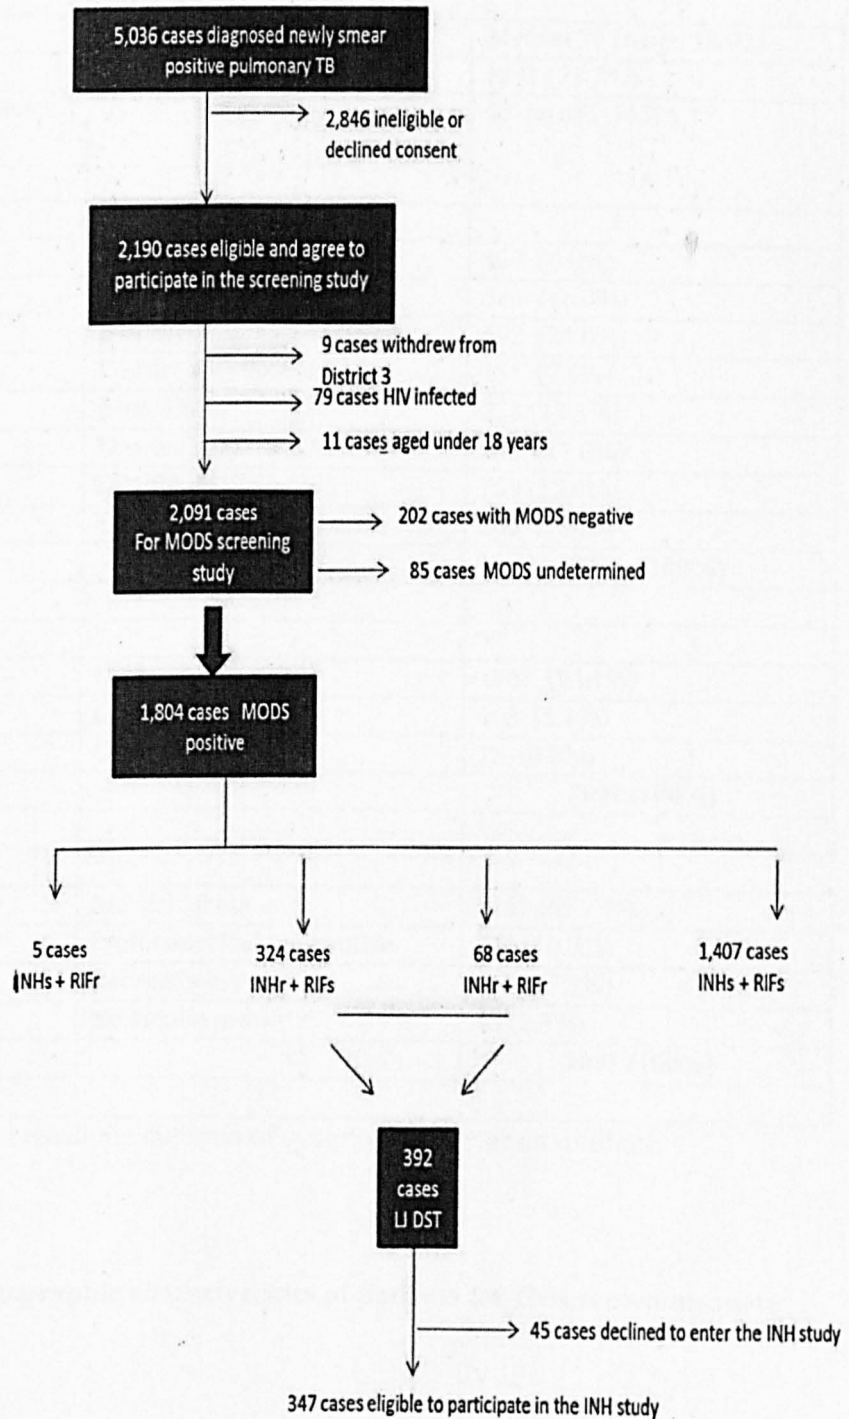 5,036 cases diagnosed newly smear
positive pulmonary TB
2,846 ineligible or
declined consent
2,190 cases eligible and agree to
participate in the screening study
9 cases withdrew from
District 3
79 cases HIV infected
11 cases aged under 18 years
2,091 cases
For MODS screening
study
202 cases with MODS negative
85 cases MODS undetermined
1,804 cases MODS
positive
5 cases
INHs + RIFr
324 cases
INHr + RIFs
68 cases
INHr + RIFr
1,407 cases
INHs + RIFs
392
cases
LJ DST
45 cases declined to enter the INH study
347 cases eligible to participate in the INH study